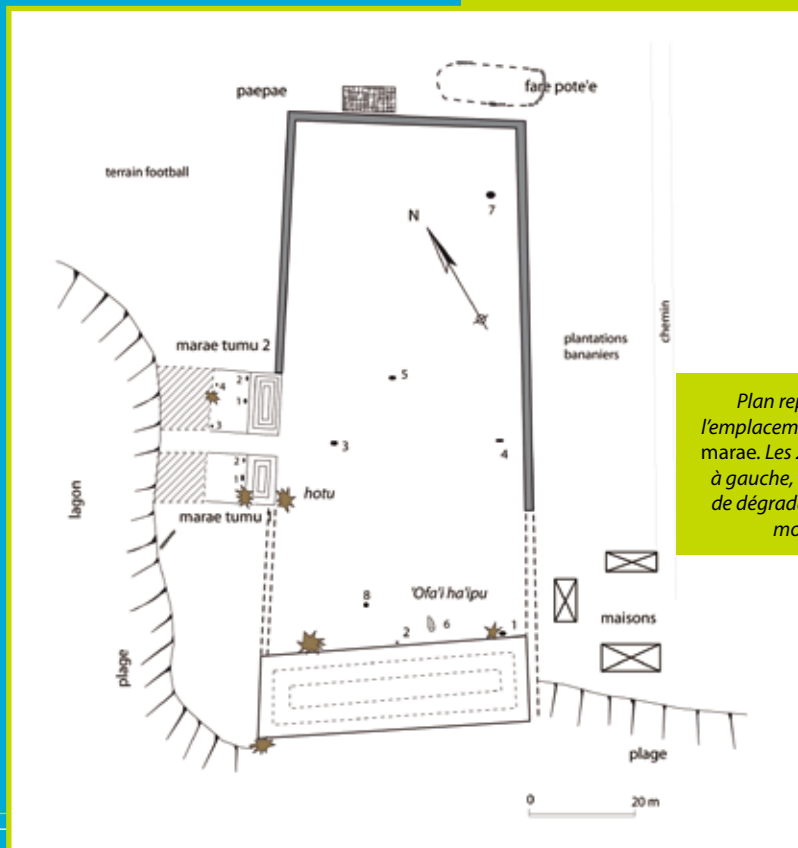 paepae
fare pote'e
terrain football
7
N
chemin
plantations
bananiers
marae tumu 2
2
4
1
3
5
3
4
2
1
hotu
marae tumu 1
lagon
8
'Ofa'i ha'ipu
6
2
1
maisons
plage
plage
0
20 m
Plan
l'emplacem
marae. Les
à gauche,
de dégrad